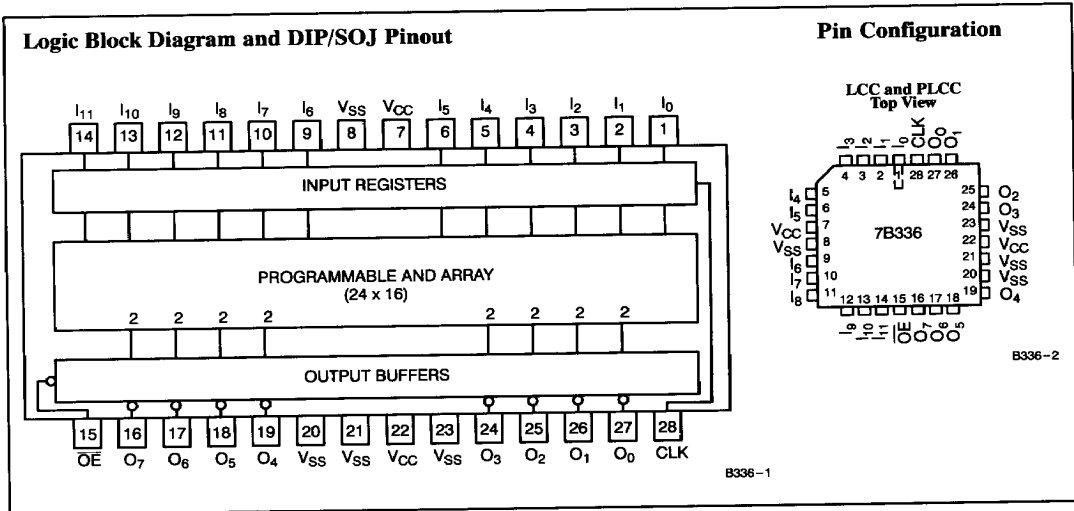 Logic Block Diagram and DIP/SOJ Pinout
Pin Configuration
I11 I10 I9 I8 I7 I6 VSS VCC I5 I4 I3 I2 I1 I0
14 13 12 11 10 9 8 7 6 5 4 3 2 1
INPUT REGISTERS
PROGRAMMABLE AND ARRAY
(24 x 16)
2 2 2 2 2 2 2 2
OUTPUT BUFFERS
15 16 17 18 19 20 21 22 23 24 25 26 27 28
OE O7 O6 O5 O4 VSS VSS VCC VSS O3 O2 O1 O0 CLK
B336-1
LCC and PLCC
Top View
I3 I2 I1 I0 CLK O0 O1
4 3 2 1 28 27 26
I4 5 25 O2
I5 6 24 O3
VCC 7 23 VSS
7B336
VSS 8 22 VCC
I6 9 21 VSS
I7 10 20 VSS
I8 11 19 O4
12 13 14 15 16 17 18
I9 I10 I11 OE O7 O6 O5
B336-2